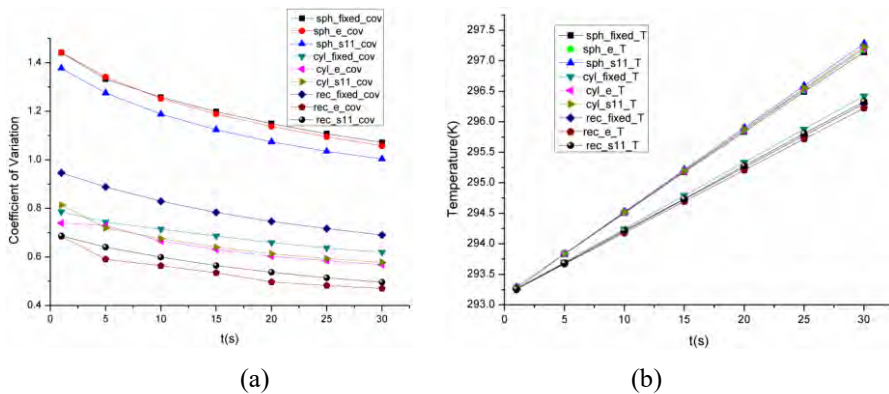 sph_fixed_cov
sph_e_cov
sph_s11_cov
cyl_fixed_cov
cyl_e_cov
cyl_s11_cov
rec_fixed_cov
rec_e_cov
rec_s11_cov
Coefficient of Variation
1.4
1.2
1.0
0.8
0.6
0.4
0 5 10 15 20 25 30
t(s)
(a)
sph_fixed_T
sph_e_T
sph_s11_T
cyl_fixed_T
cyl_e_T
cyl_s11_T
rec_fixed_T
rec_e_T
rec_s11_T
Temperature(K)
297.5
297.0
296.5
296.0
295.5
295.0
294.5
294.0
293.5
293.0
0 5 10 15 20 25 30
t(s)
(b)